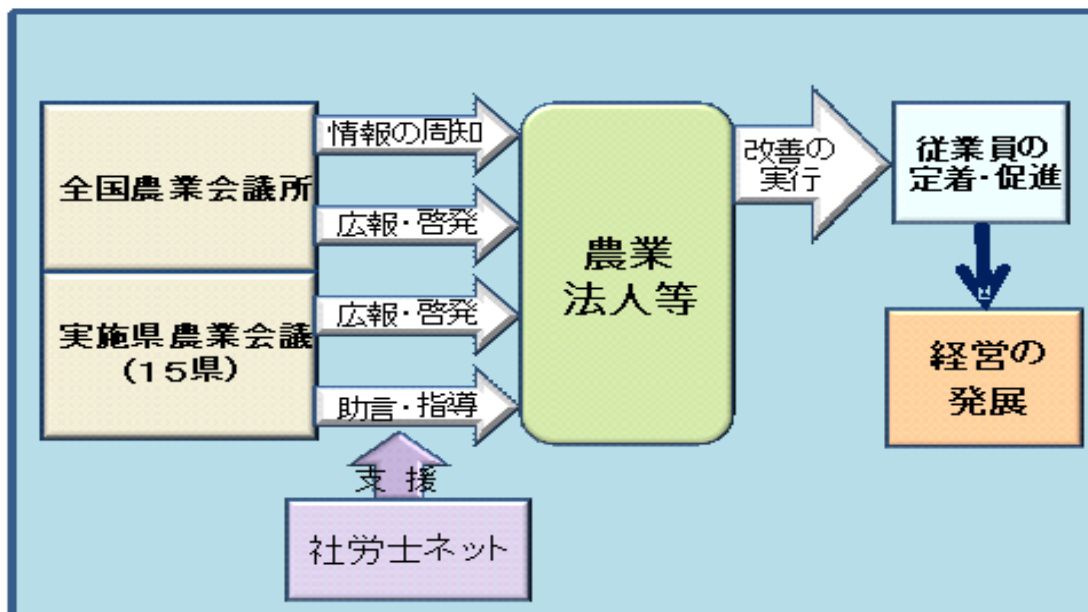 全国農業会議所
実施県農業会議
(15県)
情報の周知
広報・啓発
広報・啓発
助言・指導
支 援
社労士ネット
農業
法人等
改善の
実行
従業員の
定着・促進
経営の
発展